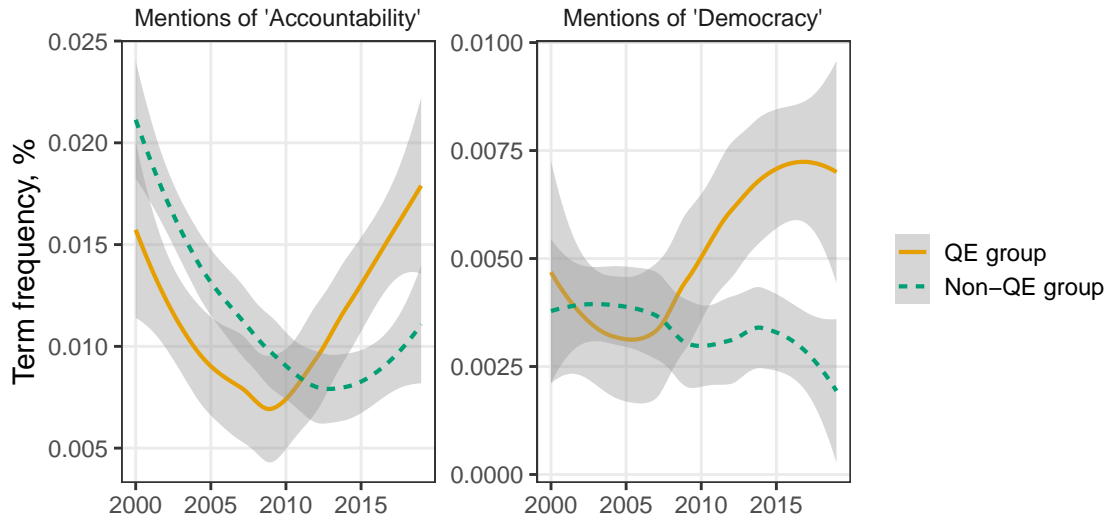 Mentions of 'Accountability'
Mentions of 'Democracy'
Term frequency, %
0.025
0.020
0.015
0.010
0.005
2000 2005 2010 2015
0.0100
0.0075
0.0050
0.0025
0.0000
2000 2005 2010 2015
QE group
Non−QE group